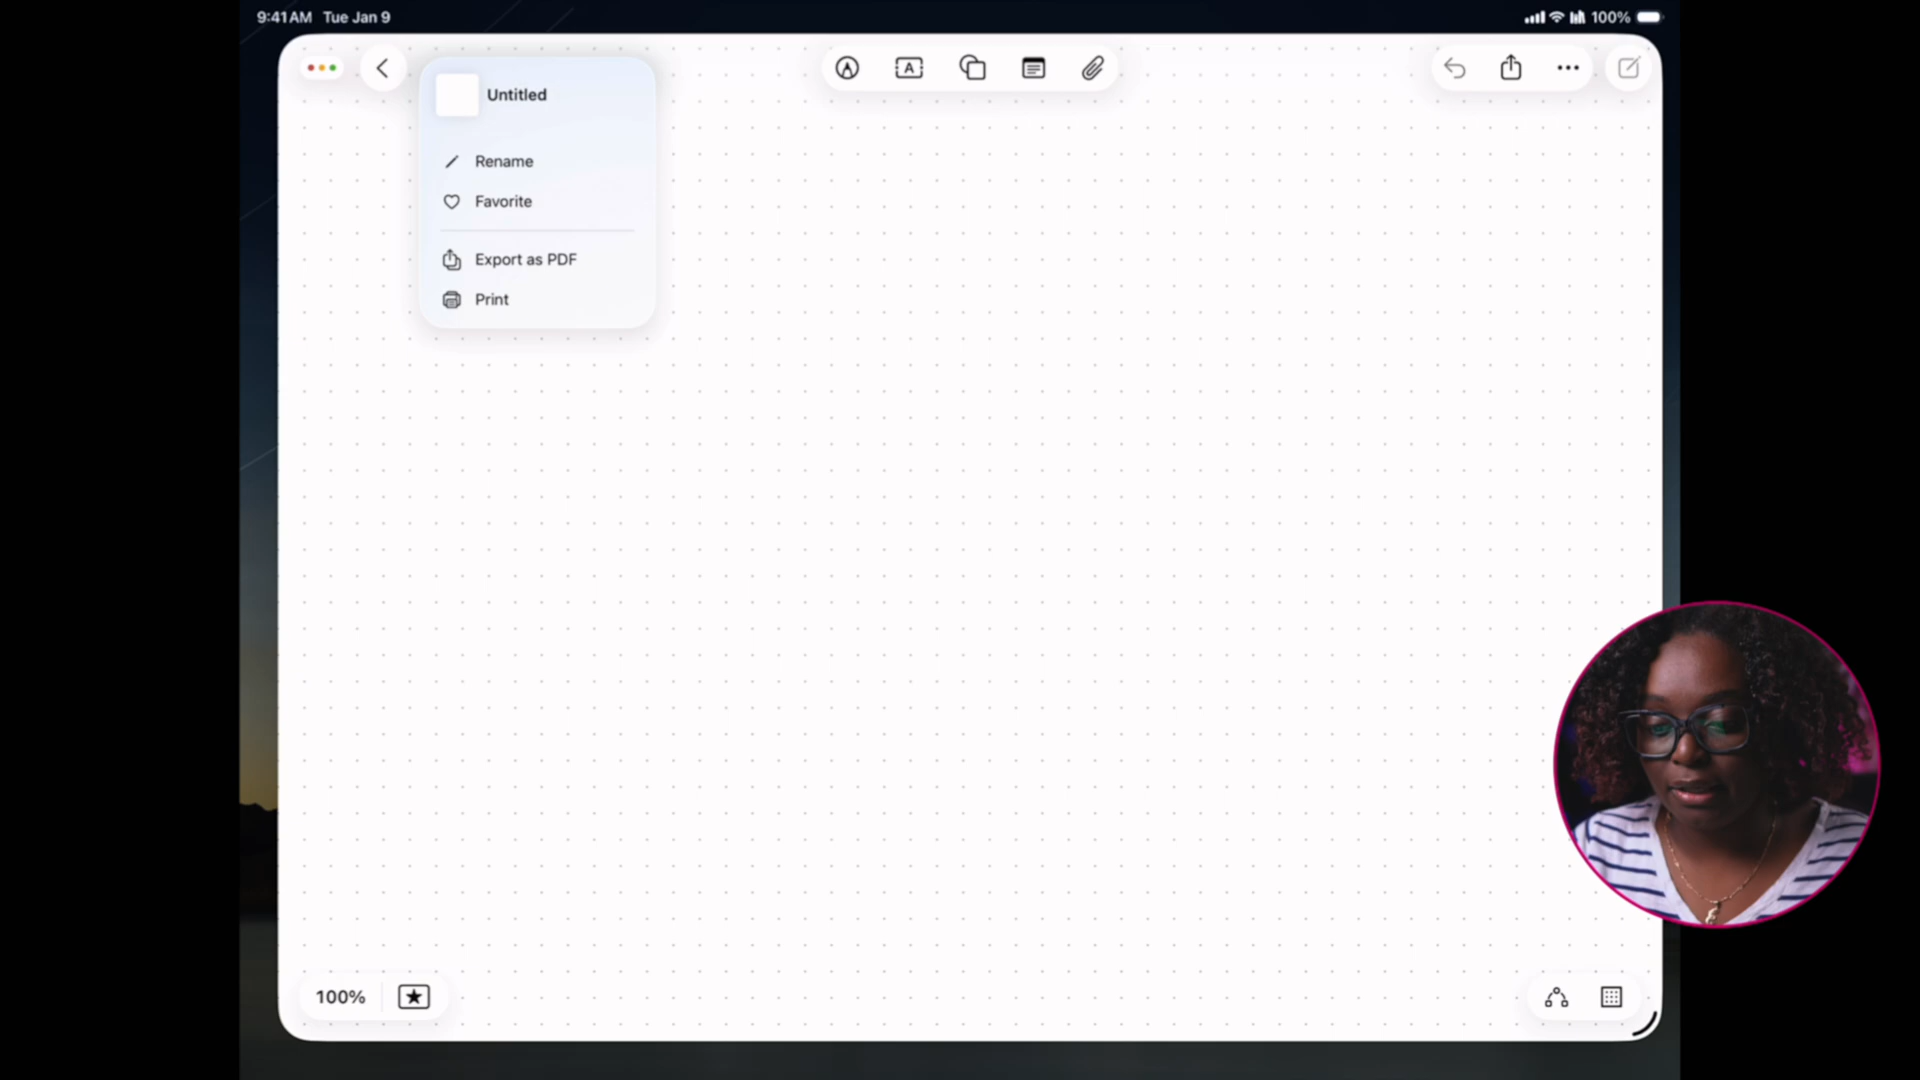 9:41 AM Tue Jan 9
100%
Untitled
A
Rename
Favorite
Export as PDF
Print
100%